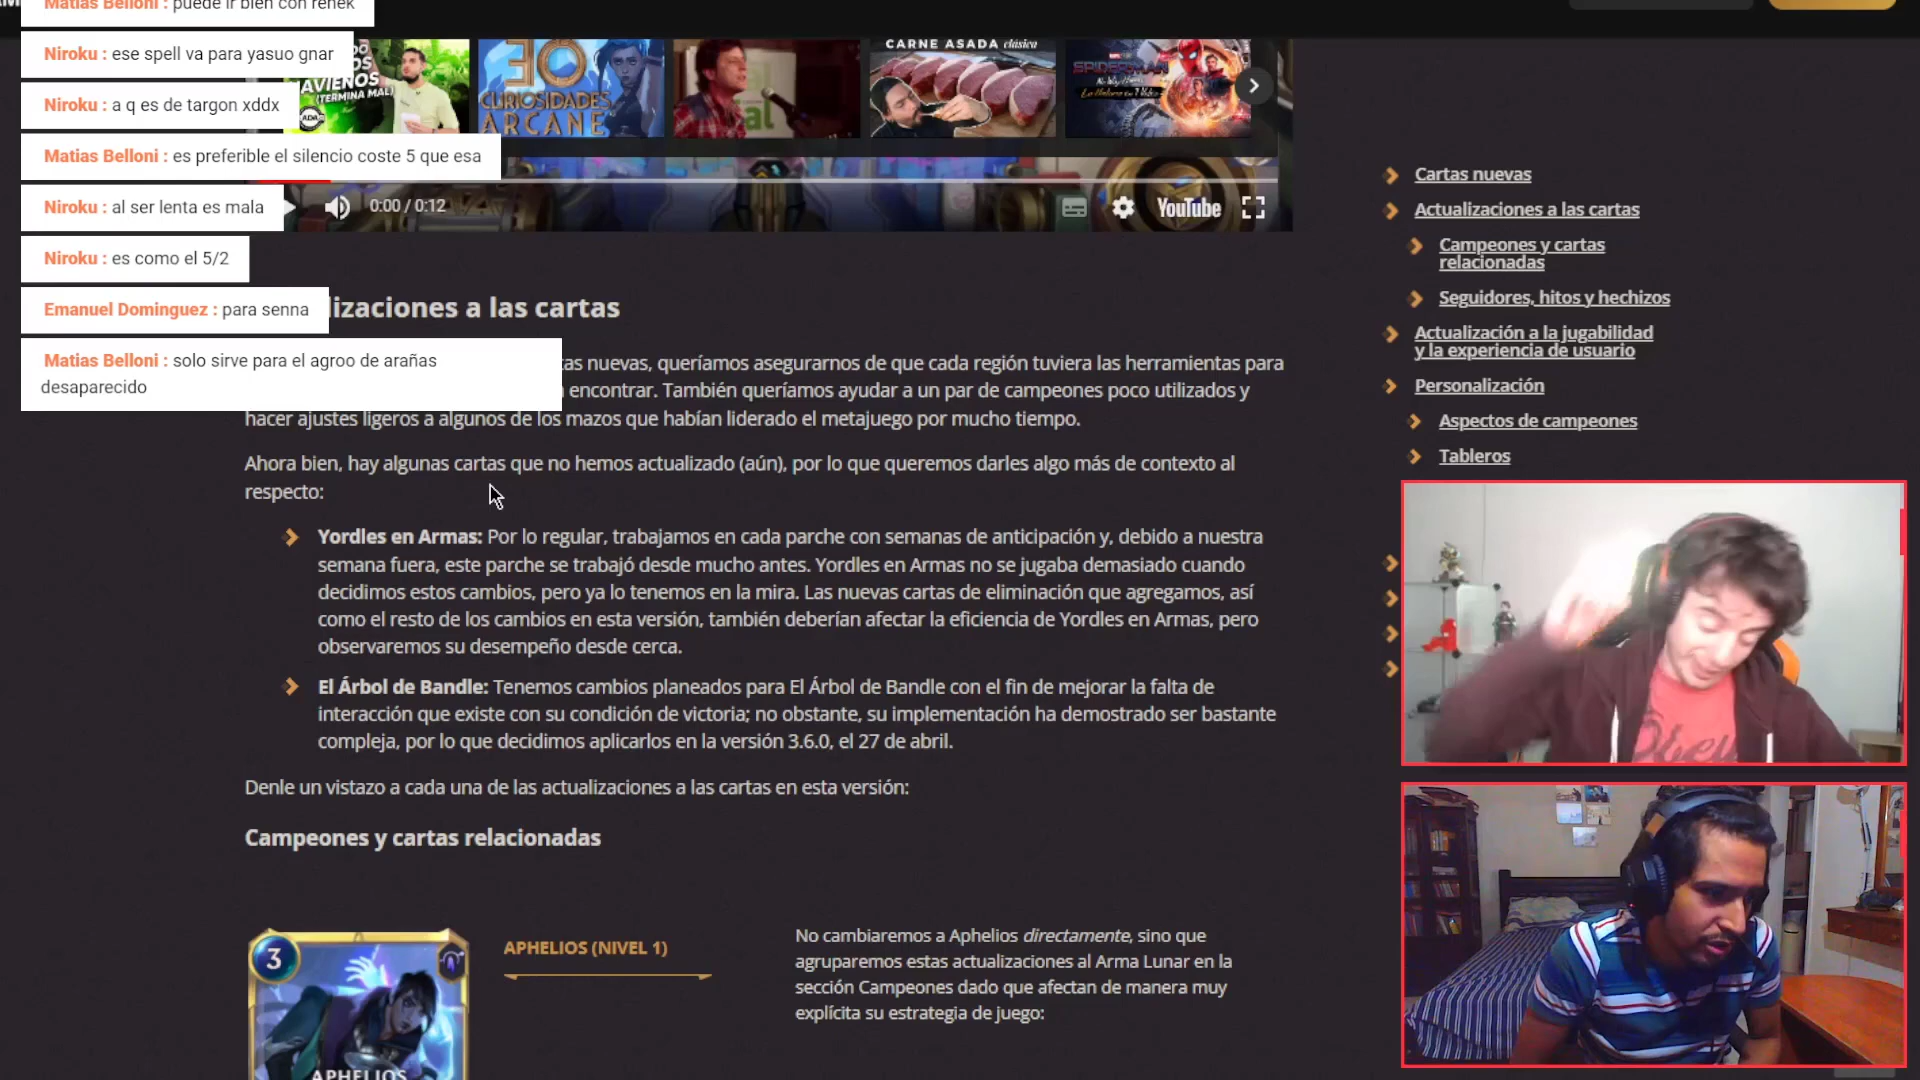 Matias Belloni : puede ir bien con renek
Niroku : ese spell va para yasuo gnar
Niroku : a q es de targon xddx
Matias Belloni : es preferible el silencio coste 5 que esa
Niroku : al ser lenta es mala
Niroku : es como el 5/2
Emanuel Dominguez : para senna
Matias Belloni : solo sirve para el agroo de arañas
desaparecido
(TERMINA MAL)
CURIOSIDADES
ARCANE
CARNE ASADA clásica
SPIDER-MAN
0:00 / 0:12
YouTube
lizaciones a las cartas
tas nuevas, queríamos asegurarnos de que cada región tuviera las herramientas para
encontrar. También queríamos ayudar a un par de campeones poco utilizados y
hacer ajustes ligeros a algunos de los mazos que habían liderado el metajuego por mucho tiempo.
Ahora bien, hay algunas cartas que no hemos actualizado (aún), por lo que queremos darles algo más de contexto al
respecto:
Yordles en Armas: Por lo regular, trabajamos en cada parche con semanas de anticipación y, debido a nuestra
semana fuera, este parche se trabajó desde mucho antes. Yordles en Armas no se jugaba demasiado cuando
decidimos estos cambios, pero ya lo tenemos en la mira. Las nuevas cartas de eliminación que agregamos, así
como el resto de los cambios en esta versión, también deberían afectar la eficiencia de Yordles en Armas, pero
observaremos su desempeño desde cerca.
El Árbol de Bandle: Tenemos cambios planeados para El Árbol de Bandle con el fin de mejorar la falta de
interacción que existe con su condición de victoria; no obstante, su implementación ha demostrado ser bastante
compleja, por lo que decidimos aplicarlos en la versión 3.6.0, el 27 de abril.
Denle un vistazo a cada una de las actualizaciones a las cartas en esta versión:
Campeones y cartas relacionadas
3
APHELIOS
APHELIOS (NIVEL 1)
No cambiaremos a Aphelios directamente, sino que
agruparemos estas actualizaciones al Arma Lunar en la
sección Campeones dado que afectan de manera muy
explícita su estrategia de juego:
Cartas nuevas
Actualizaciones a las cartas
Campeones y cartas
relacionadas
Seguidores, hitos y hechizos
Actualización a la jugabilidad
y la experiencia de usuario
Personalización
Aspectos de campeones
Tableros